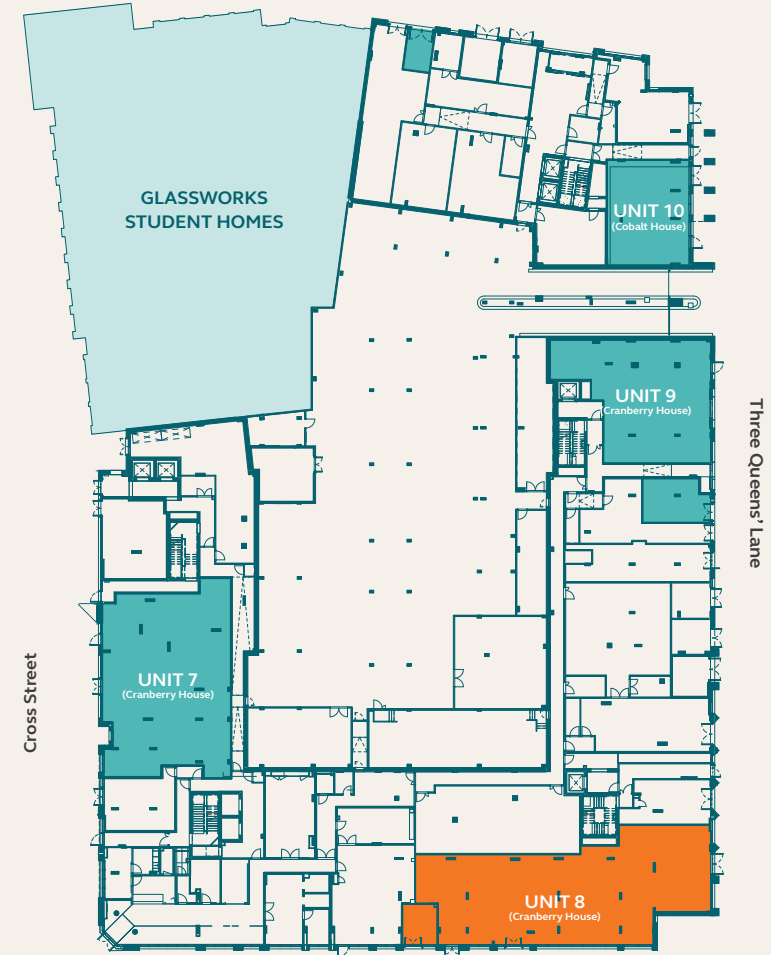 GLASSWORKS
STUDENT HOMES
UNIT 10
(Cobalt House)
UNIT 9
(Cranberry House)
Three Queens’ Lane
UNIT 7
(Cranberry House)
Cross Street
UNIT 8
(Cranberry House)